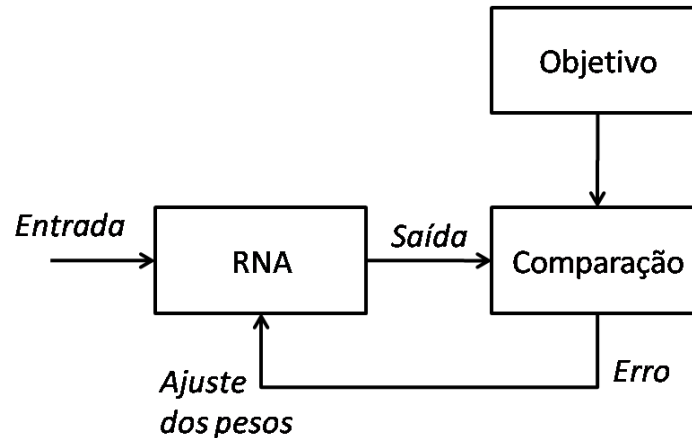 Objetivo
Entrada
RNA
Saída
Comparação
Ajuste
dos pesos
Erro